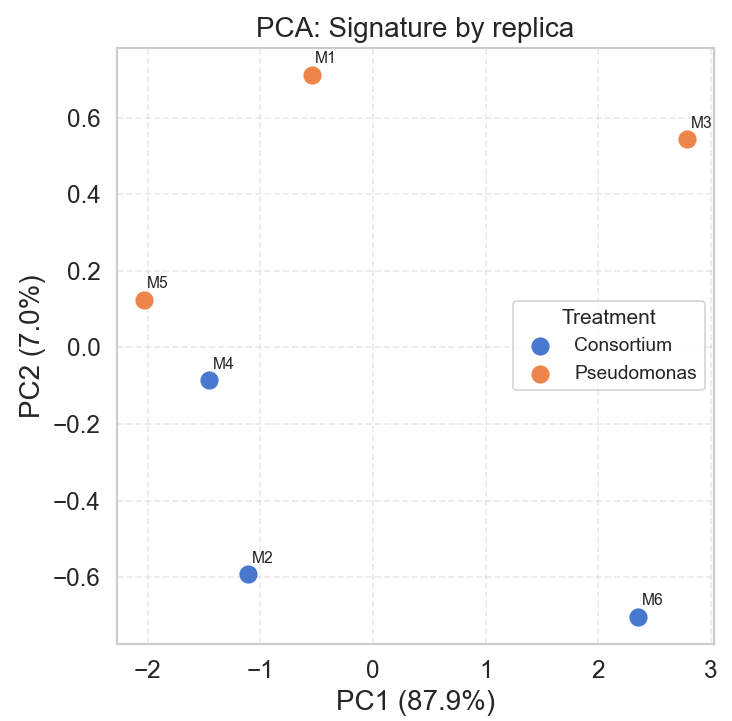 PCA: Signature by replica
M1
M3
M5
M4
M2
M6
Treatment
Consortium
Pseudomonas
PC2 (7.0%)
0.6
0.4
0.2
0.0
−0.2
−0.4
−0.6
−2
−1
0
1
2
3
PC1 (87.9%)